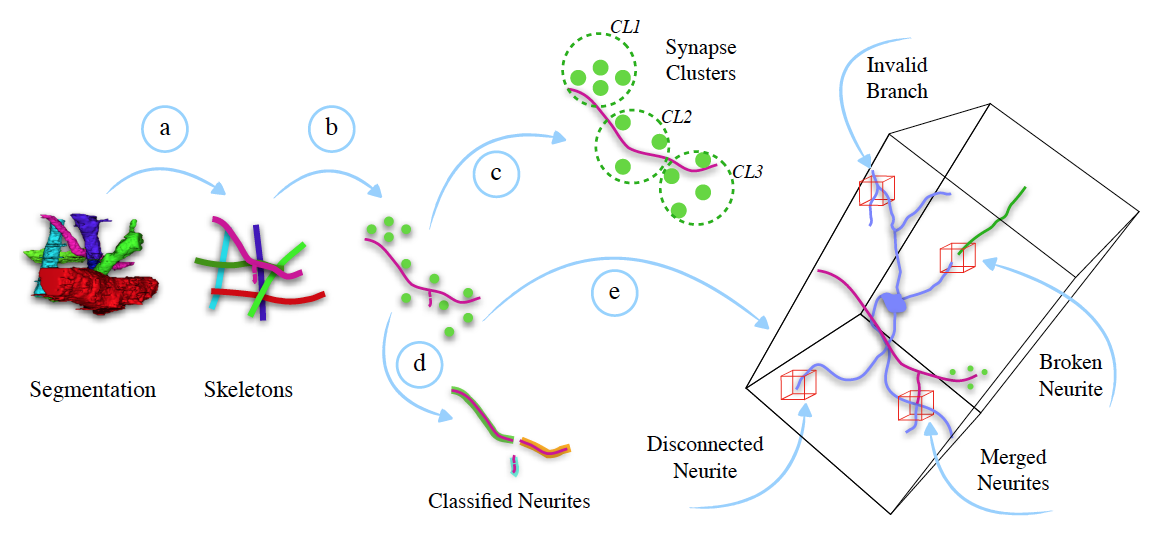 a
b
c
d
e
Segmentation
Skeletons
CL1
CL2
CL3
Synapse
Clusters
Classified Neurites
Invalid
Branch
Broken
Neurite
Disconnected
Neurite
Merged
Neurites